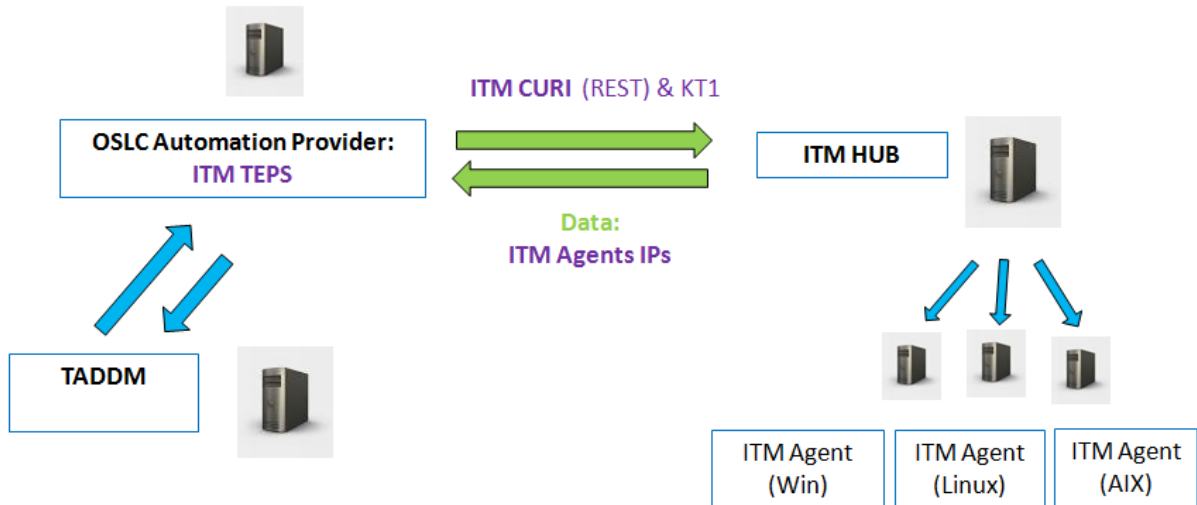 ITM CURI (REST) & KT1
OSLC Automation Provider:
ITM TEPS
ITM HUB
Data:
ITM Agents IPs
TADDM
ITM Agent
(Win)
ITM Agent
(Linux)
ITM Agent
(AIX)